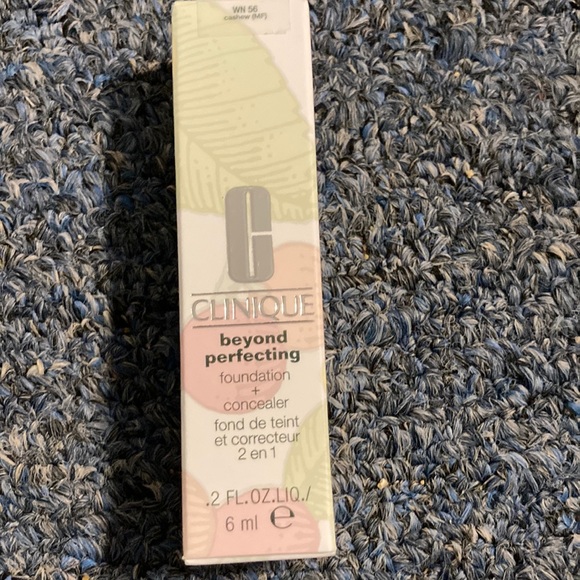 WN 56
cashew (MF)
CLINIQUE
beyond
perfecting
foundation
+
concealer
fond de teint
et correcteur
2 en 1
.2 FL.OZ.LIQ./
6 ml ℮